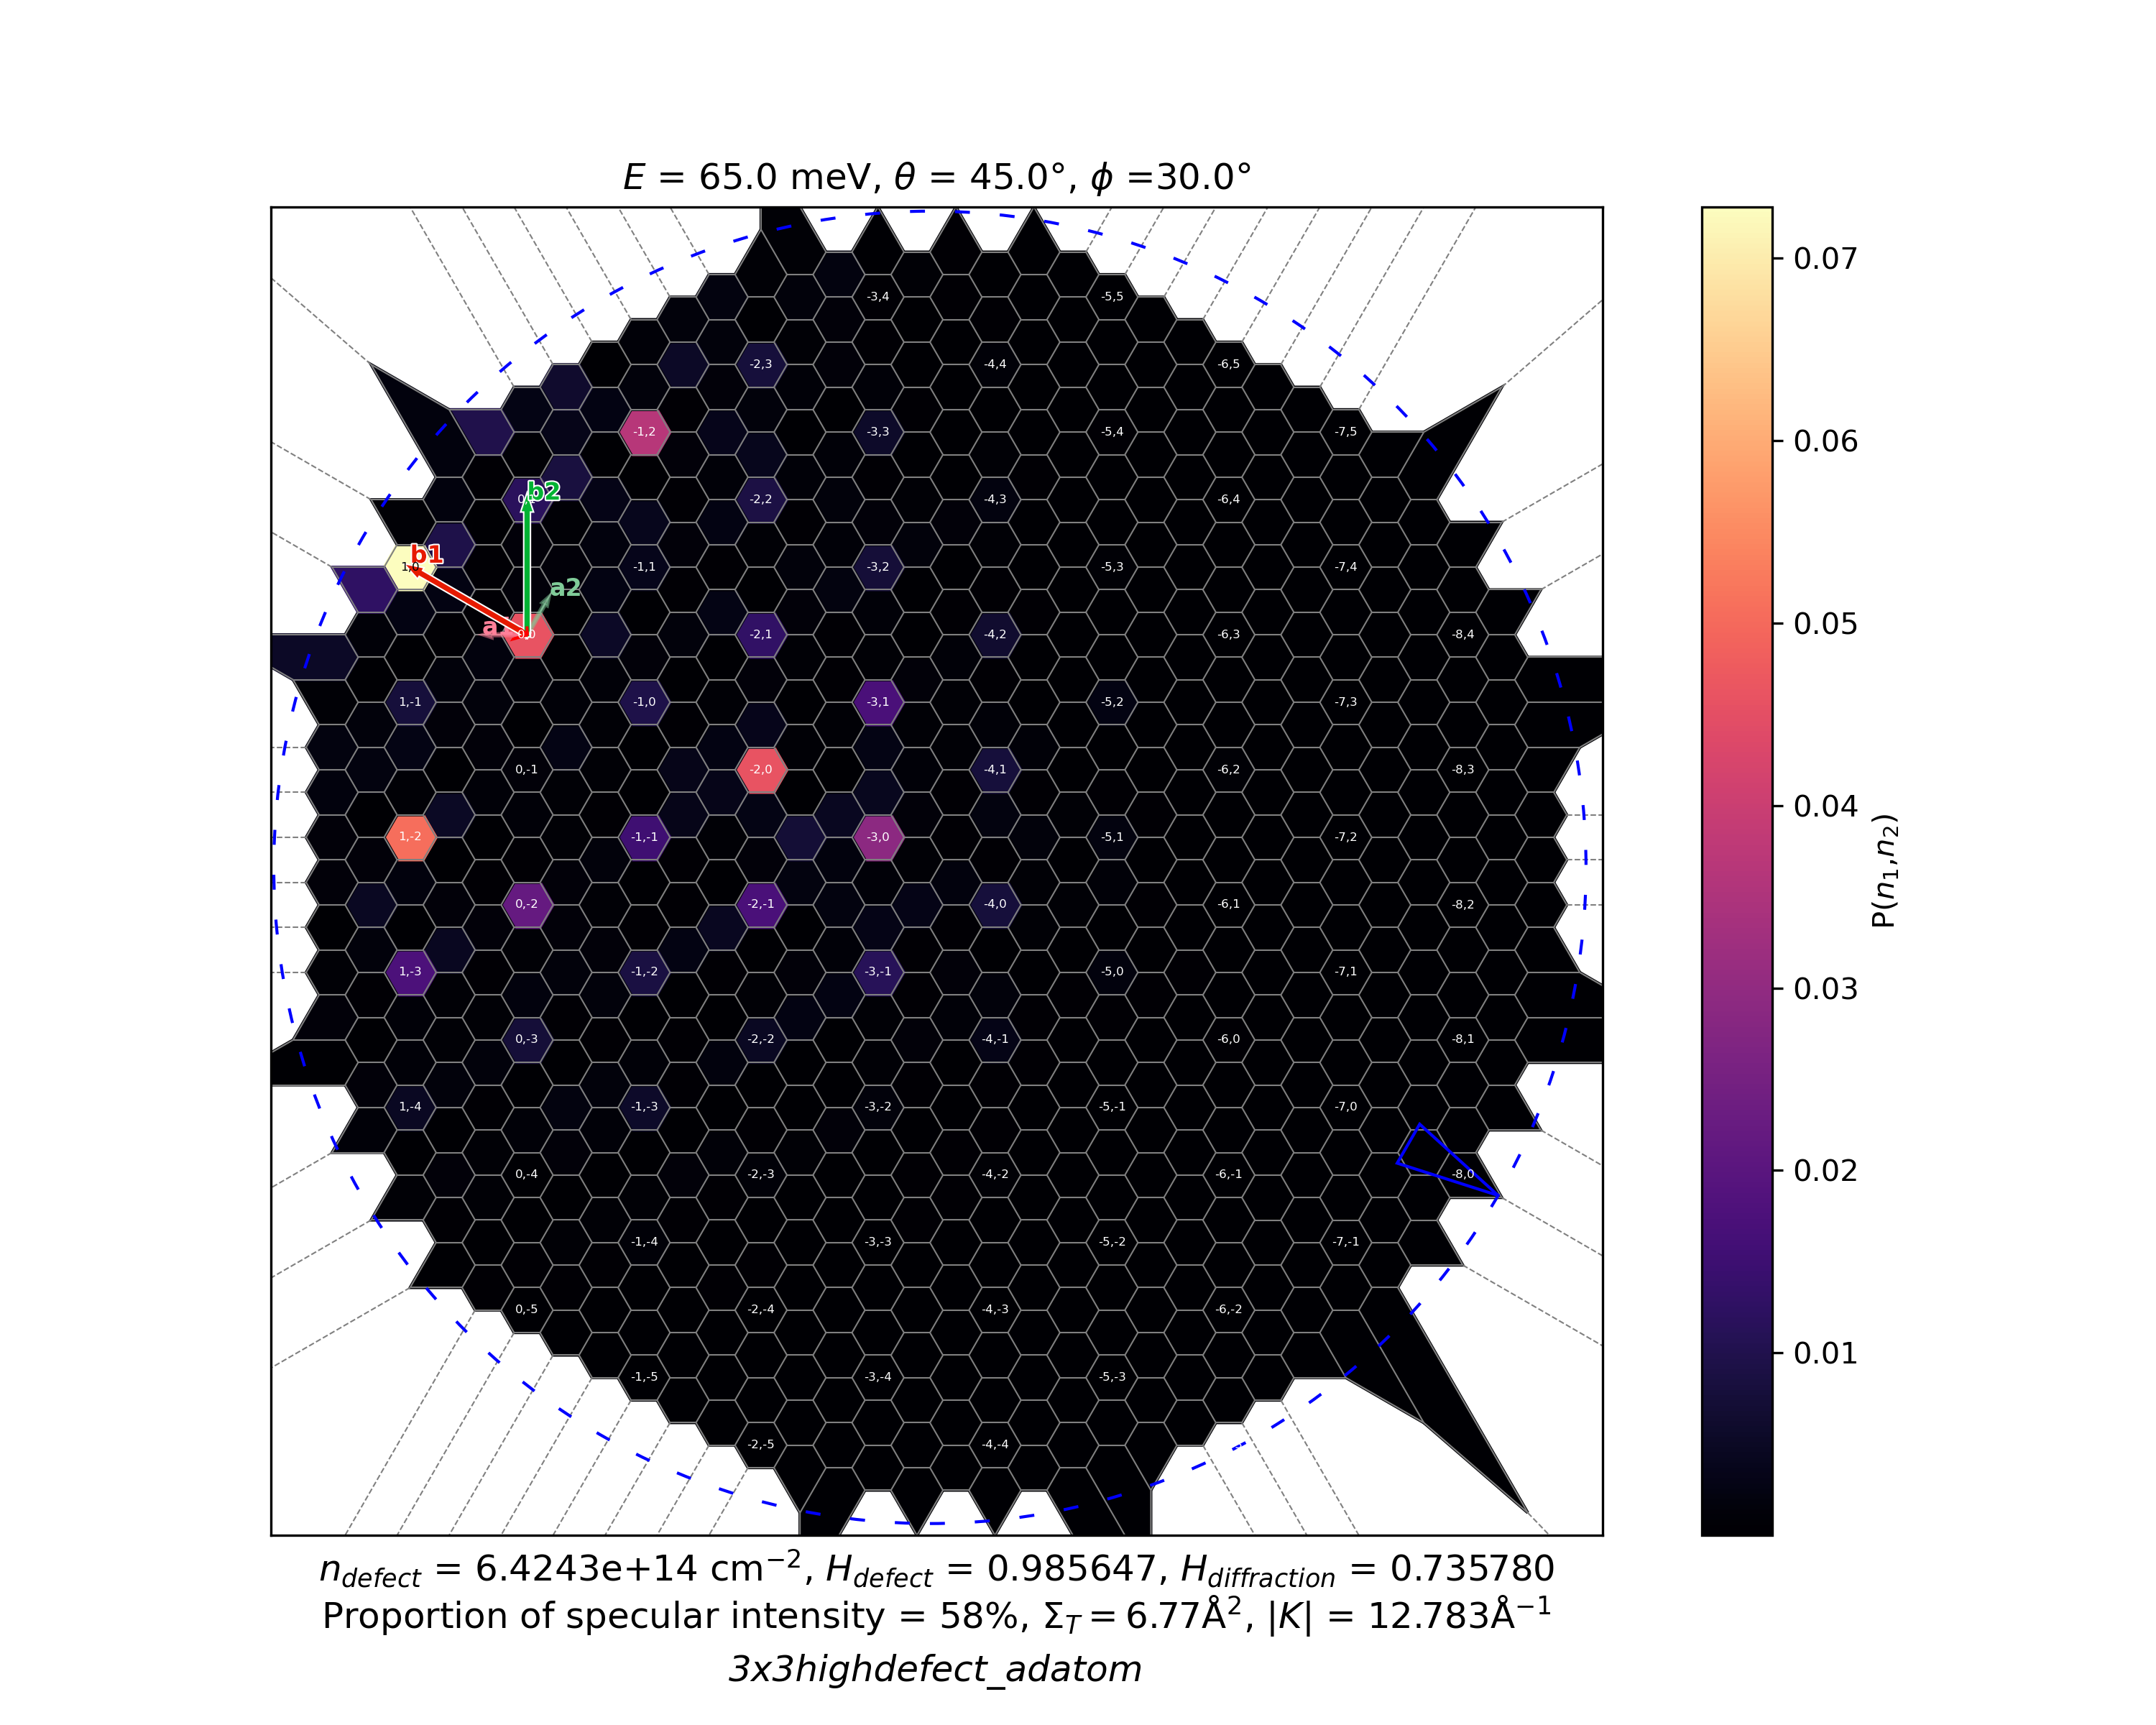 E = 65.0 meV, θ = 45.0°, ϕ =30.0°
-3,4 -5,5
-2,3 -4,4 -6,5
-1,2 -3,3 -5,4 -7,5
b2 -2,2 -4,3 -6,4
b1 1,0 -1,1 -3,2 -5,3 -7,4
a2
0,0 -2,1 -4,2 -6,3 -8,4
1,-1 -1,0 -3,1 -5,2 -7,3
0,-1 -2,0 -4,1 -6,2 -8,3
1,-2 -1,-1 -3,0 -5,1 -7,2
0,-2 -2,-1 -4,0 -6,1 -8,2
1,-3 -1,-2 -3,-1 -5,0 -7,1
0,-3 -2,-2 -4,-1 -6,0 -8,1
1,-4 -1,-3 -3,-2 -5,-1 -7,0
0,-4 -2,-3 -4,-2 -6,-1 -8,0
-1,-4 -3,-3 -5,-2 -7,-1
0,-5 -2,-4 -4,-3 -6,-2
-1,-5 -3,-4 -5,-3
-2,-5 -4,-4
0.07
0.06
0.05
0.04
0.03
0.02
0.01
P(n₁,n₂)
n_defect = 6.4243e+14 cm⁻², H_defect = 0.985647, H_diffraction = 0.735780
Proportion of specular intensity = 58%, Σ_T = 6.77Å², |K| = 12.783Å⁻¹
3x3highdefect_adatom